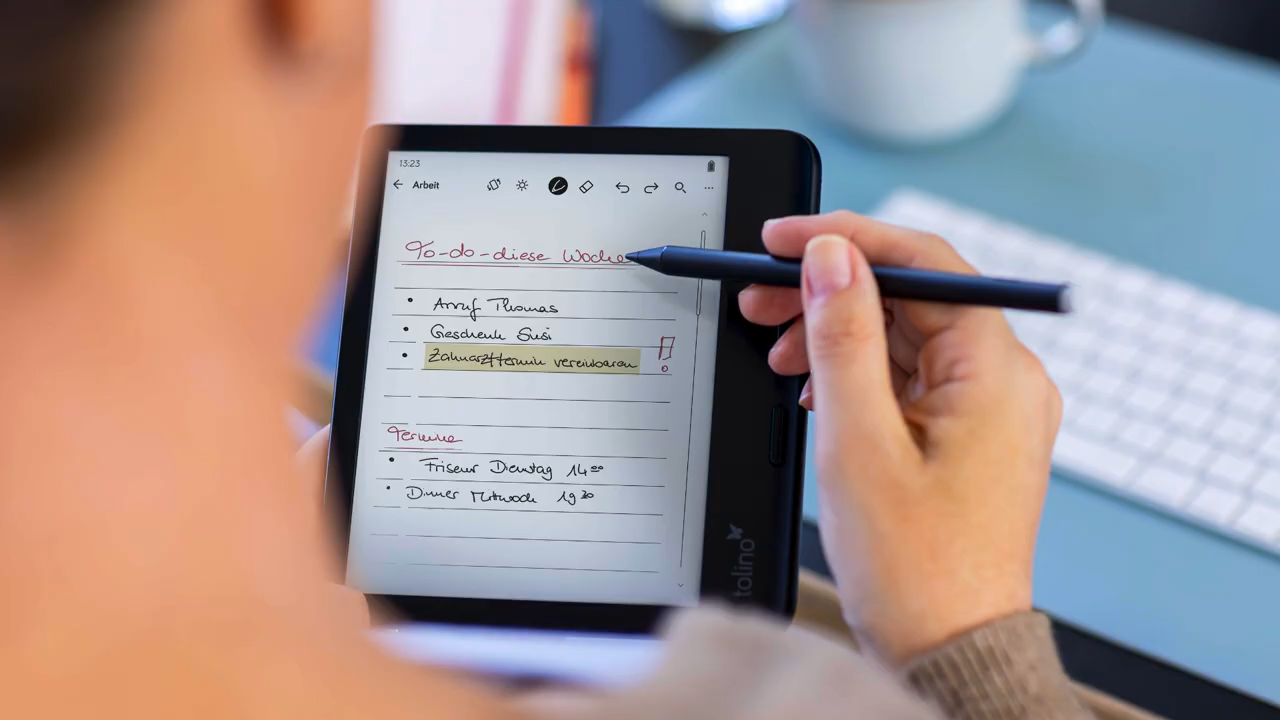 13:23
Arbeit
To-do-diese Woche
• Anruf Thomas
• Geschenk Susi
• Zahnarzttermin vereinbaren !
Termine
• Friseur Dienstag 14⁰⁰
• Dinner Mittwoch 19³⁰
tolino